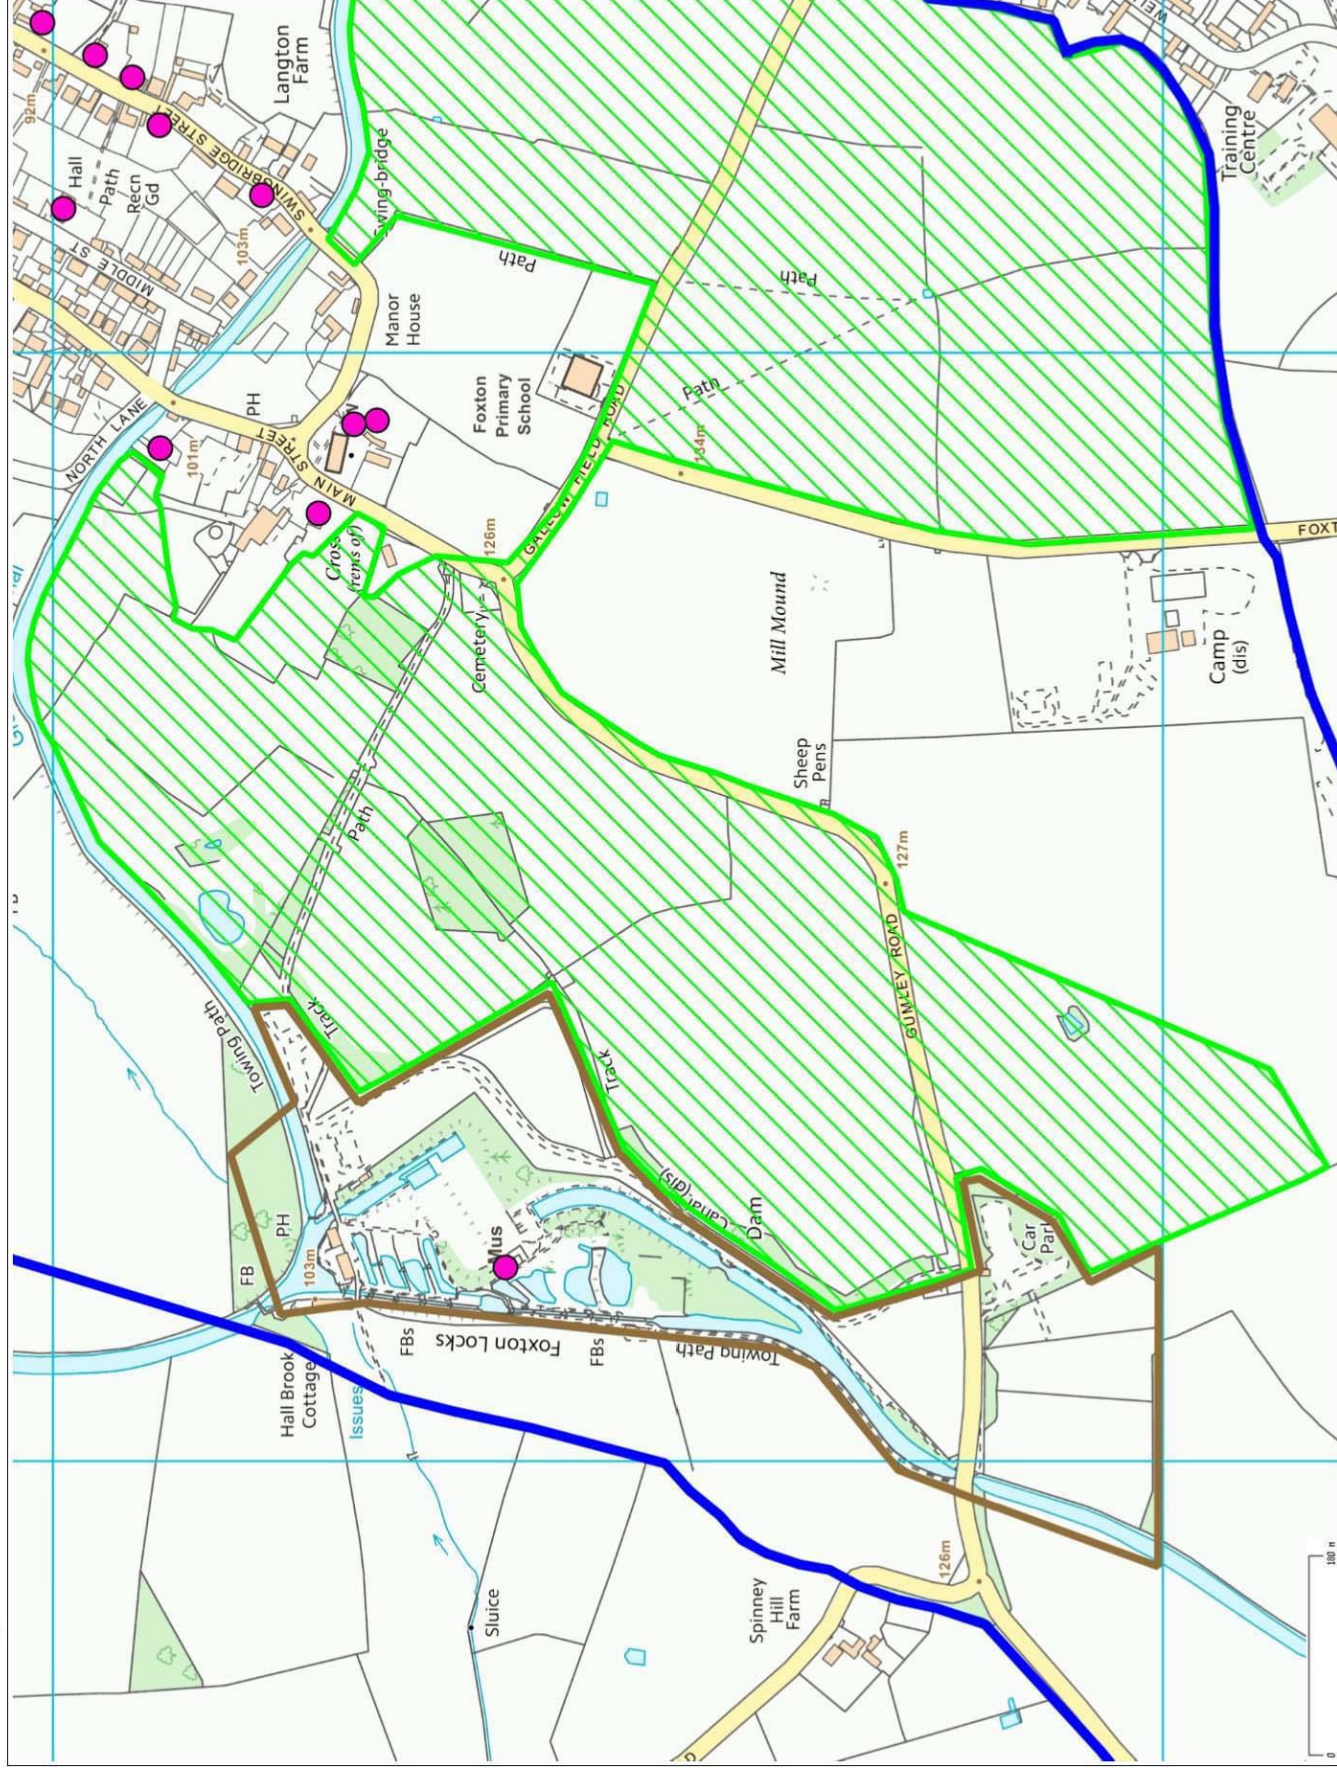 92m
SWINGBRIDGE STREET
Hall
Path
Recn
Gd
Langton
Farm
MIDDLE ST
103m
Swing-bridge
Path
Manor
House
NORTH LANE
PH
101m
MAIN STREET
Foxton
Primary
School
Cross
(rems of)
126m
GALLOW FIELD ROAD
Path
Path
134m
Training
Centre
FOXT
Cemetery
Mill Mound
Camp
(dis)
Sheep
Pens
Path
127m
GUMLEY ROAD
Towing Path
Track
Track
Canal (dis)
Dam
Car
Park
PH
FB
103m
Mus
FBs
Foxton Locks
FBs
Towing Path
Hall Brook
Cottage
Issues
Sluice
Spinney
Hill
Farm
126m
0
180 m